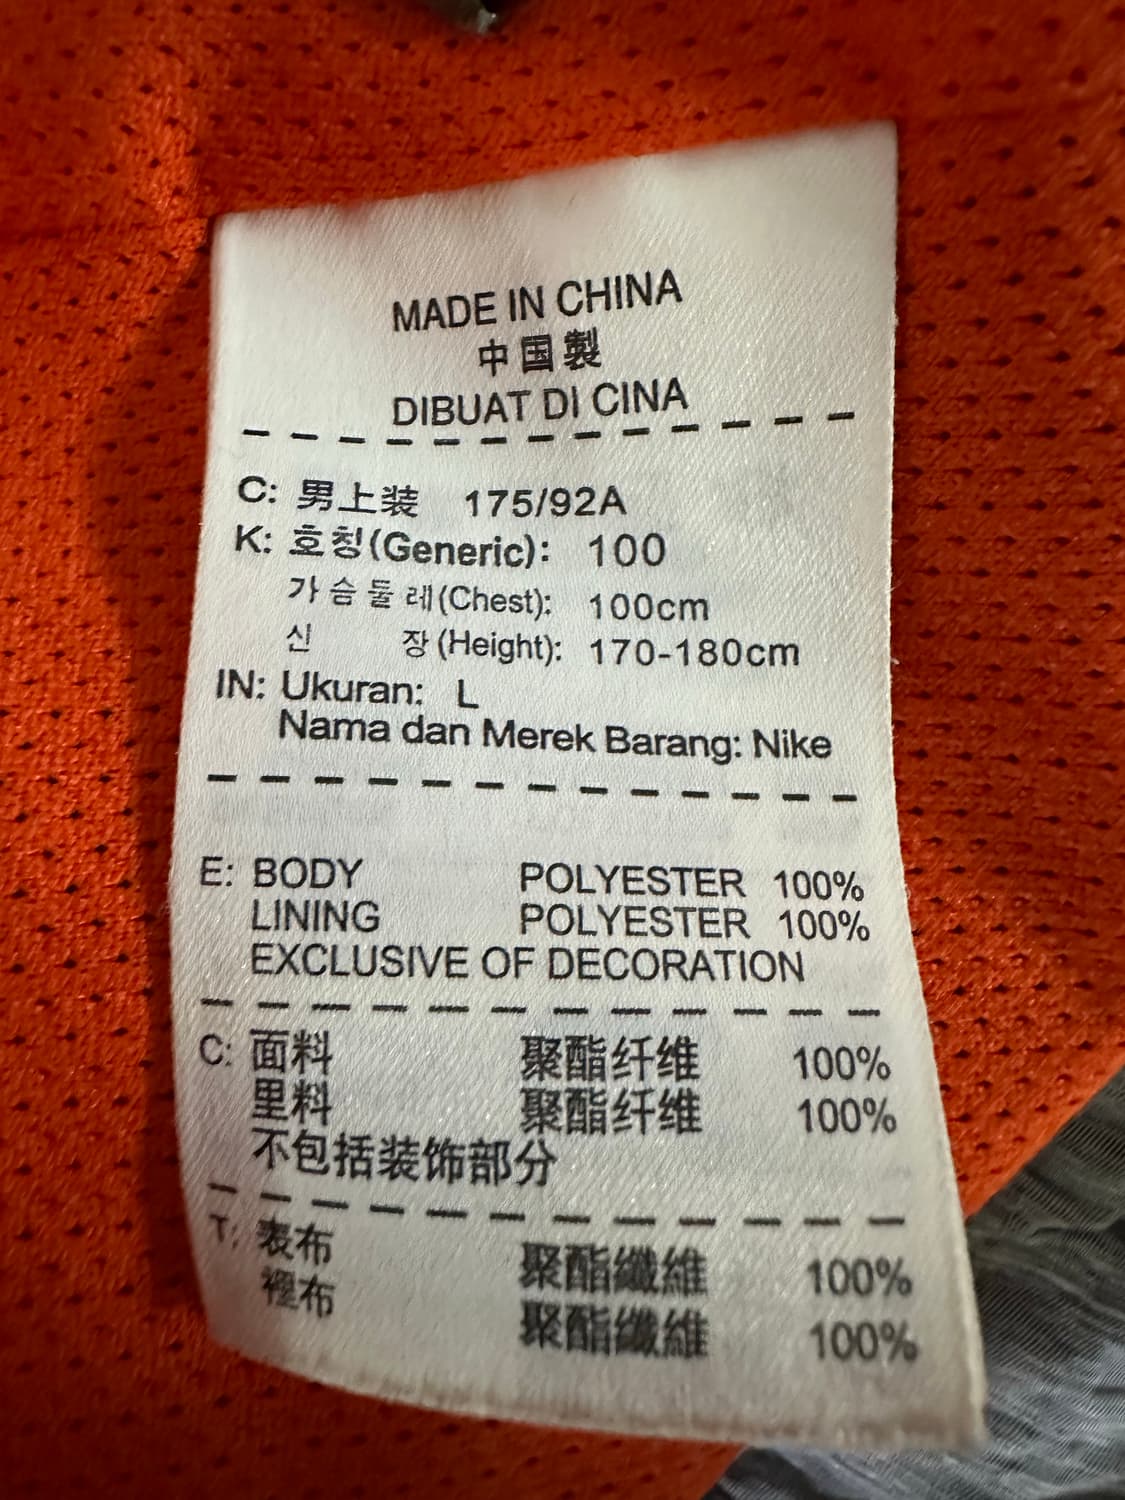 MADE IN CHINA
中国製
DIBUAT DI CINA
C: 男上装 175/92A
K: 호칭(Generic): 100
가슴둘레(Chest): 100cm
신 장(Height): 170-180cm
IN: Ukuran: L
Nama dan Merek Barang: Nike
E: BODY POLYESTER 100%
LINING POLYESTER 100%
EXCLUSIVE OF DECORATION
C: 面料 聚酯纤维 100%
里料 聚酯纤维 100%
不包括装饰部分
T: 表布 聚酯纖維 100%
裡布 聚酯纖維 100%